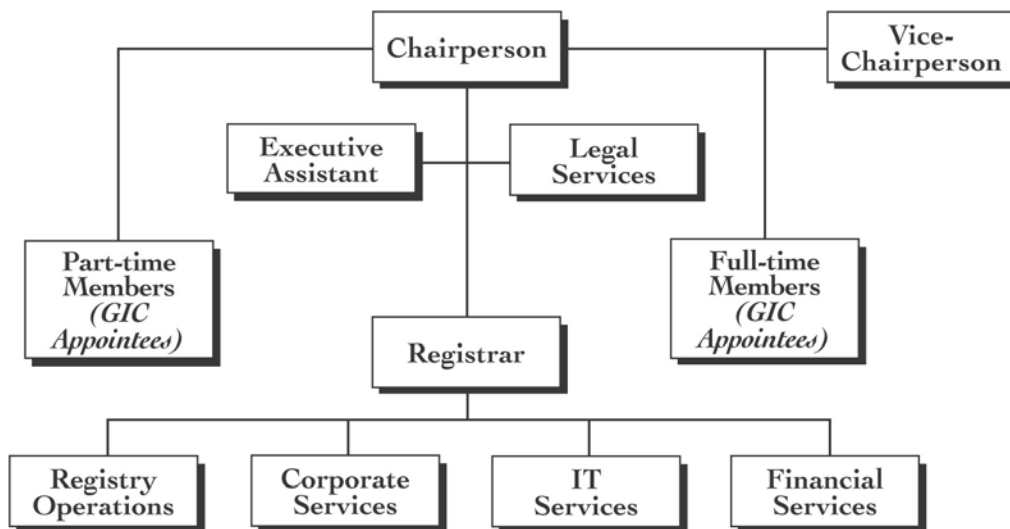 Chairperson
Vice-
Chairperson
Executive
Assistant
Legal
Services
Part-time
Members
(GIC
Appointees)
Full-time
Members
(GIC
Appointees)
Registrar
Registry
Operations
Corporate
Services
IT
Services
Financial
Services